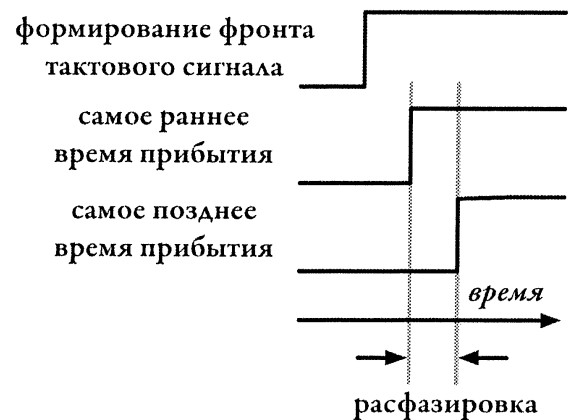 формирование фронта
тактового сигнала
самое раннее
время прибытия
самое позднее
время прибытия
время
расфазировка